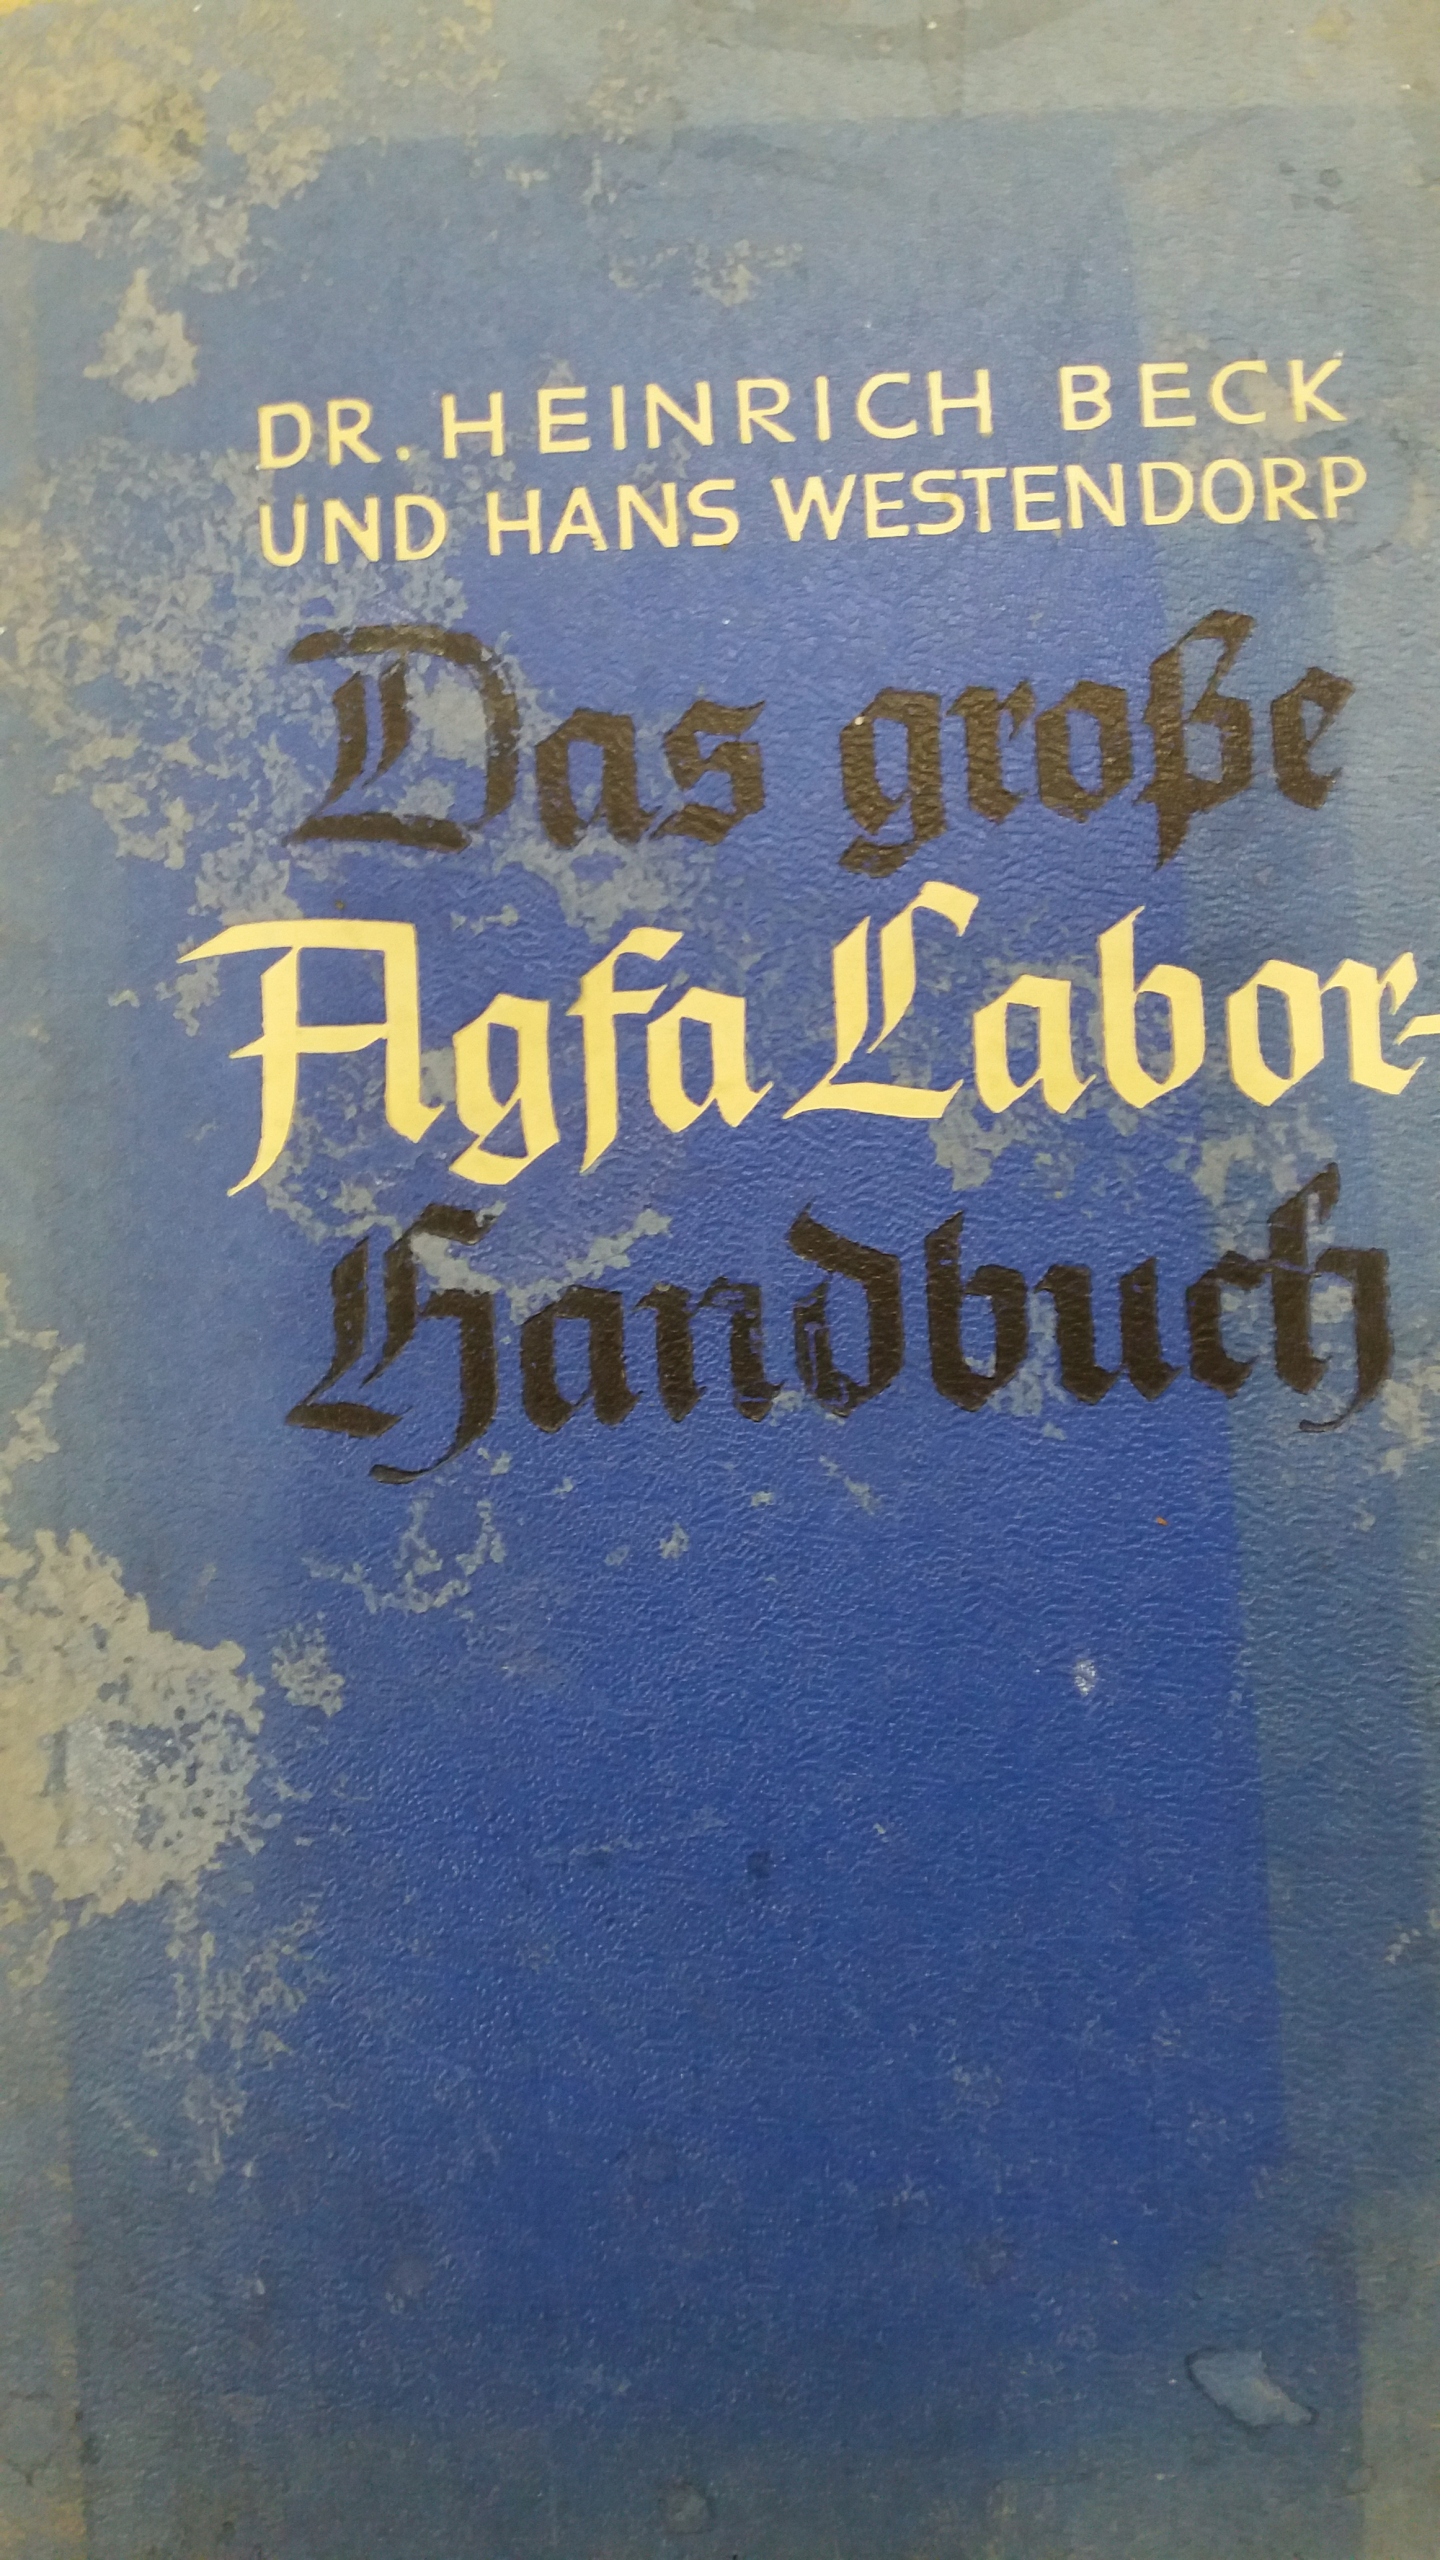 DR. HEINRICH BECK
UND HANS WESTENDORP
Das große
Agfa Labor-
Handbuch